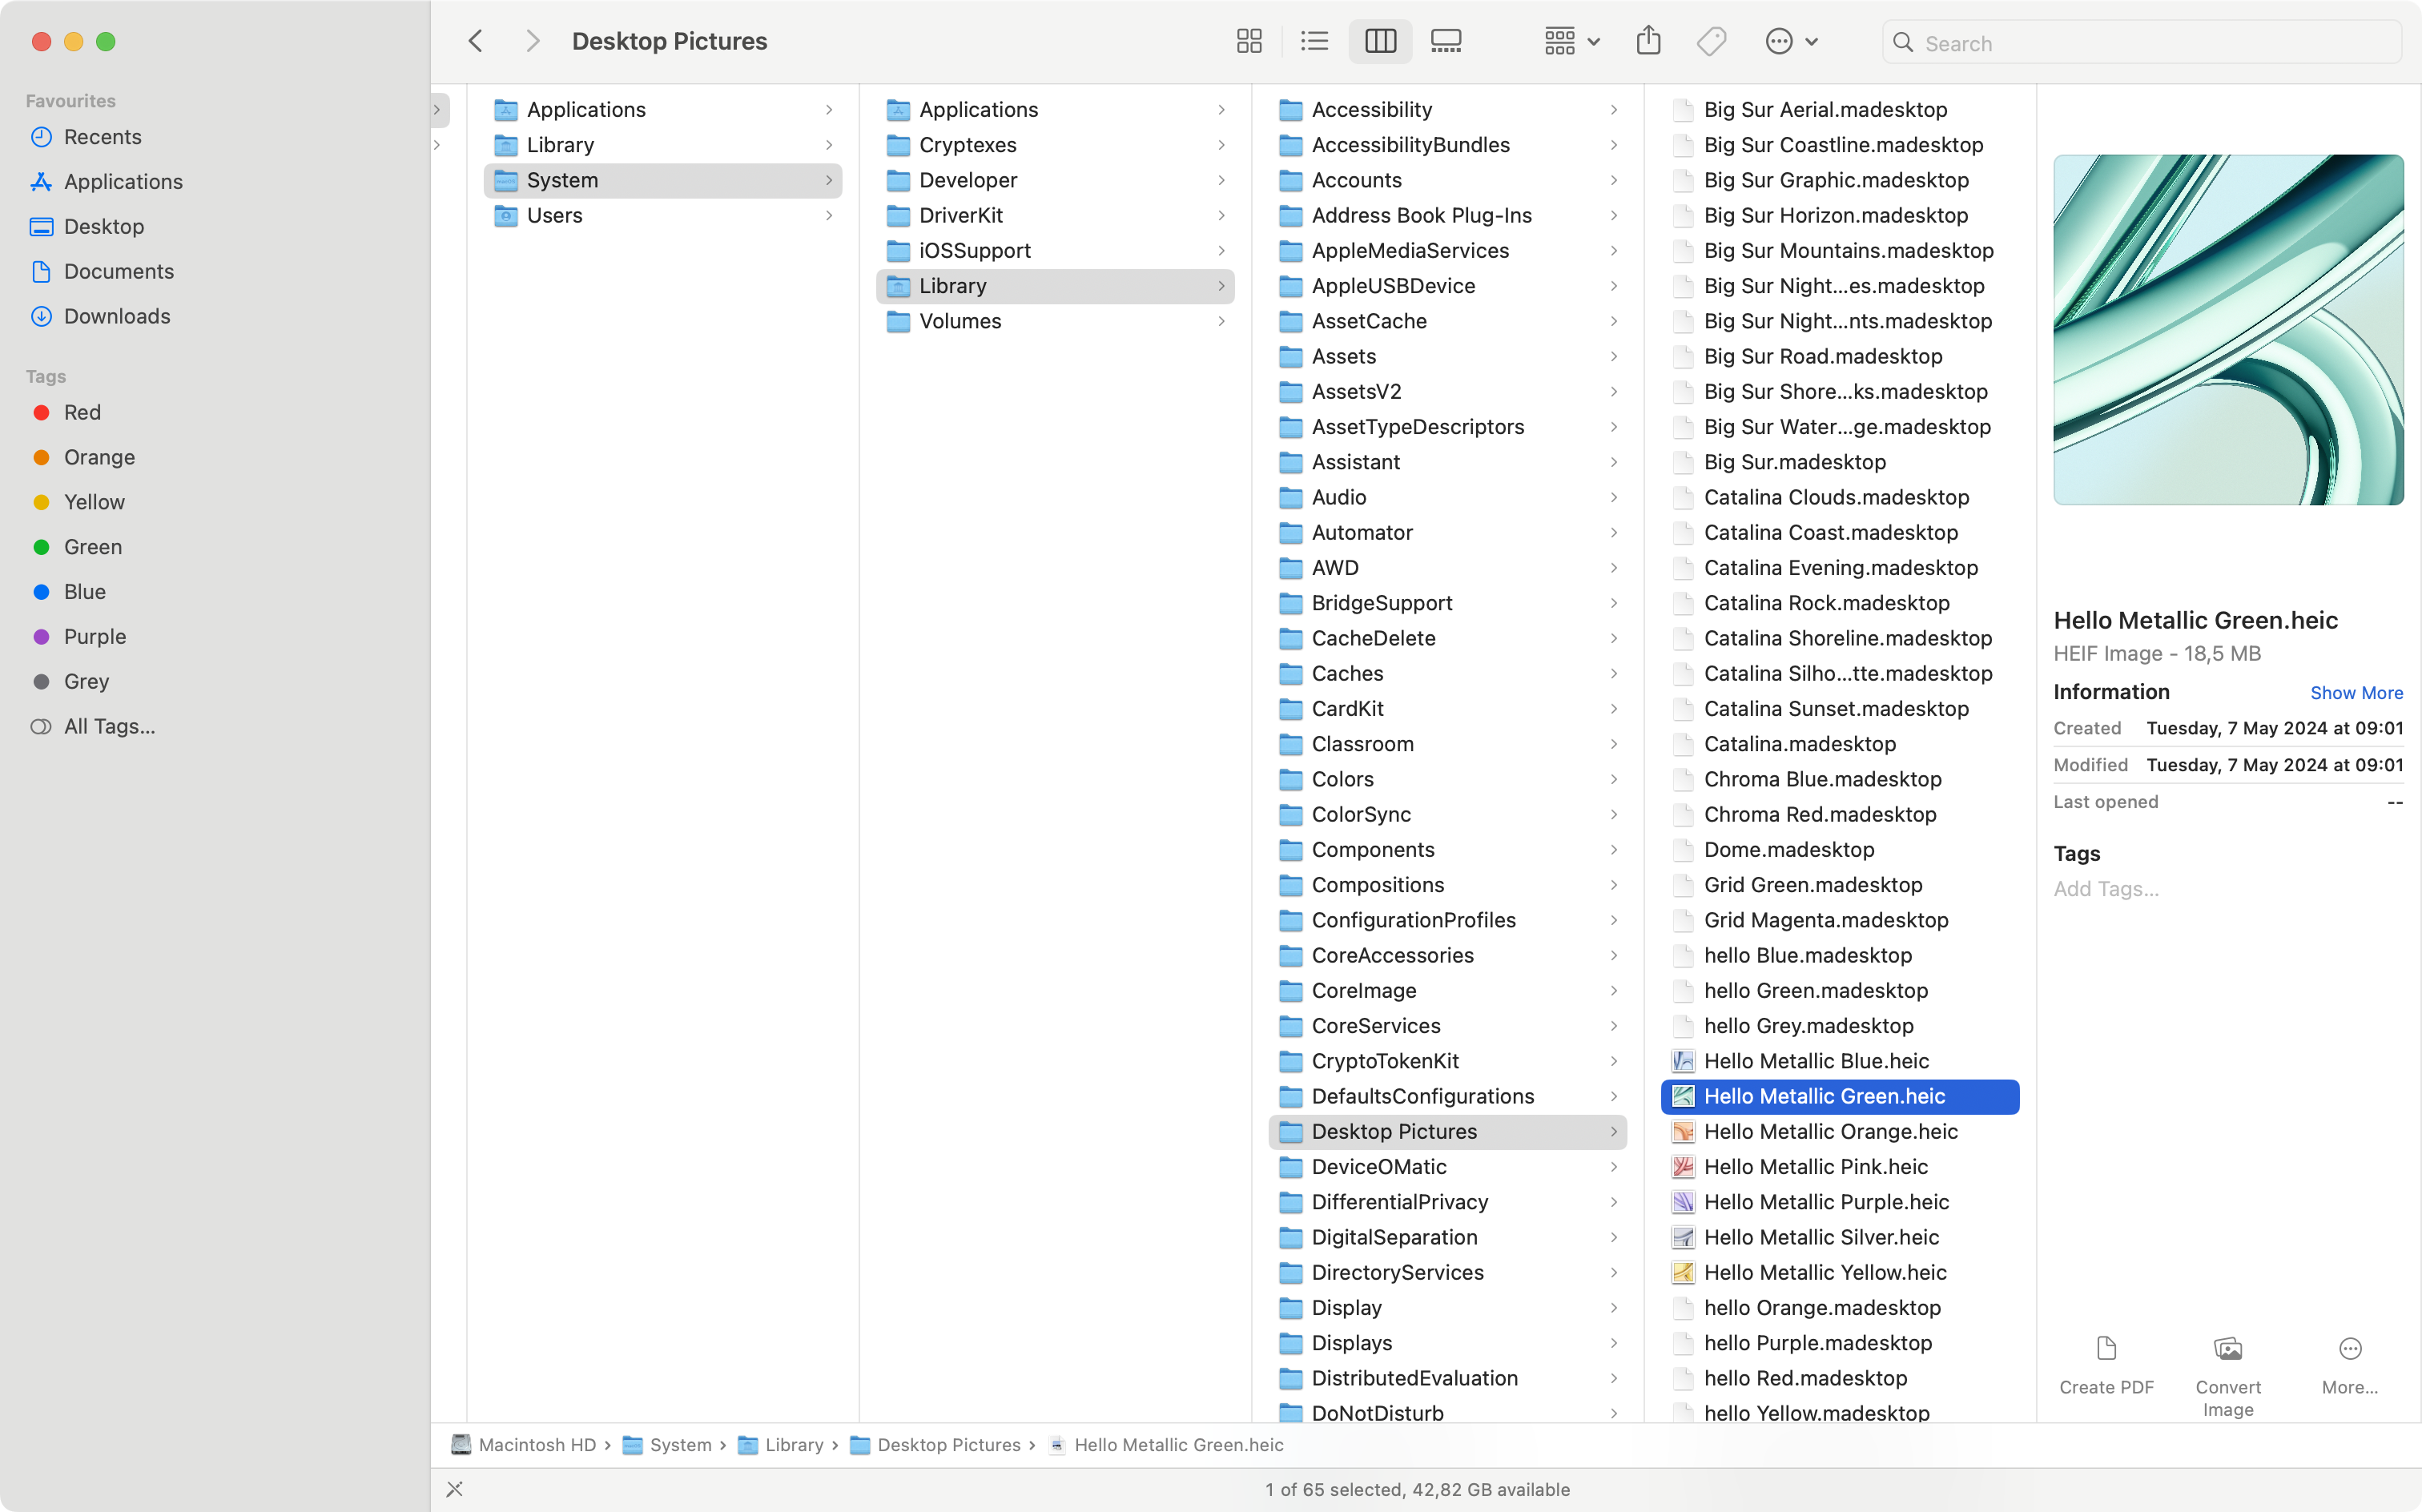 Desktop Pictures
Search
Favourites
Recents
Applications
Desktop
Documents
Downloads
Tags
Red
Orange
Yellow
Green
Blue
Purple
Grey
All Tags...
Applications
Library
System
Users
Applications
Cryptexes
Developer
DriverKit
iOSSupport
Library
Volumes
Accessibility
AccessibilityBundles
Accounts
Address Book Plug-Ins
AppleMediaServices
AppleUSBDevice
AssetCache
Assets
AssetsV2
AssetTypeDescriptors
Assistant
Audio
Automator
AWD
BridgeSupport
CacheDelete
Caches
CardKit
Classroom
Colors
ColorSync
Components
Compositions
ConfigurationProfiles
CoreAccessories
CoreImage
CoreServices
CryptoTokenKit
DefaultsConfigurations
Desktop Pictures
DeviceOMatic
DifferentialPrivacy
DigitalSeparation
DirectoryServices
Display
Displays
DistributedEvaluation
DoNotDisturb
Big Sur Aerial.madesktop
Big Sur Coastline.madesktop
Big Sur Graphic.madesktop
Big Sur Horizon.madesktop
Big Sur Mountains.madesktop
Big Sur Night...es.madesktop
Big Sur Night...nts.madesktop
Big Sur Road.madesktop
Big Sur Shore...ks.madesktop
Big Sur Water...ge.madesktop
Big Sur.madesktop
Catalina Clouds.madesktop
Catalina Coast.madesktop
Catalina Evening.madesktop
Catalina Rock.madesktop
Catalina Shoreline.madesktop
Catalina Silho...tte.madesktop
Catalina Sunset.madesktop
Catalina.madesktop
Chroma Blue.madesktop
Chroma Red.madesktop
Dome.madesktop
Grid Green.madesktop
Grid Magenta.madesktop
hello Blue.madesktop
hello Green.madesktop
hello Grey.madesktop
Hello Metallic Blue.heic
Hello Metallic Green.heic
Hello Metallic Orange.heic
Hello Metallic Pink.heic
Hello Metallic Purple.heic
Hello Metallic Silver.heic
Hello Metallic Yellow.heic
hello Orange.madesktop
hello Purple.madesktop
hello Red.madesktop
hello Yellow.madesktop
Hello Metallic Green.heic
HEIF Image - 18,5 MB
Information Show More
Created Tuesday, 7 May 2024 at 09:01
Modified Tuesday, 7 May 2024 at 09:01
Last opened --
Tags
Add Tags...
Create PDF
Convert
Image
More...
Macintosh HD › System › Library › Desktop Pictures › Hello Metallic Green.heic
1 of 65 selected, 42,82 GB available